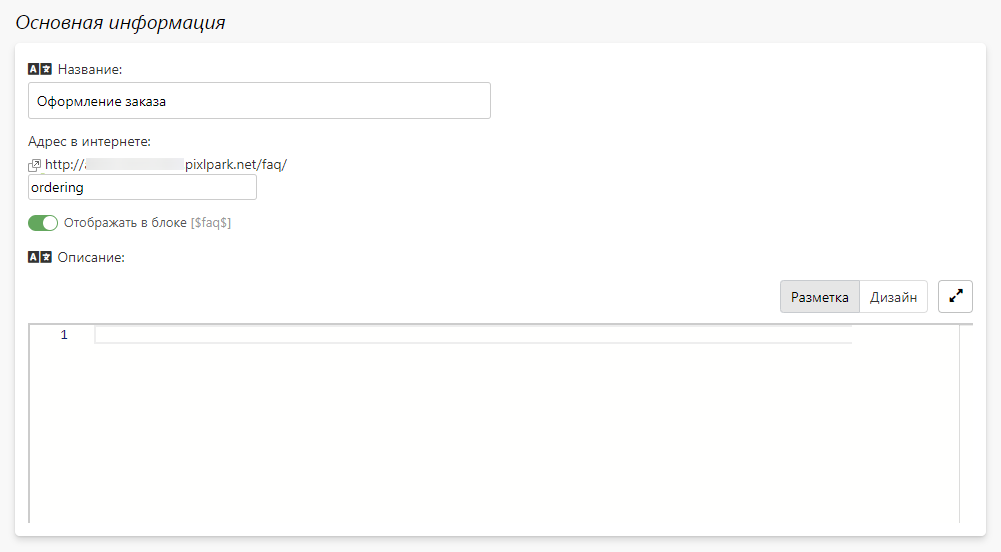 Основная информация
Название:
Оформление заказа
Адрес в интернете:
http:// pixlpark.net/faq/
ordering
Отображать в блоке [$faq$]
Описание:
Разметка Дизайн
1